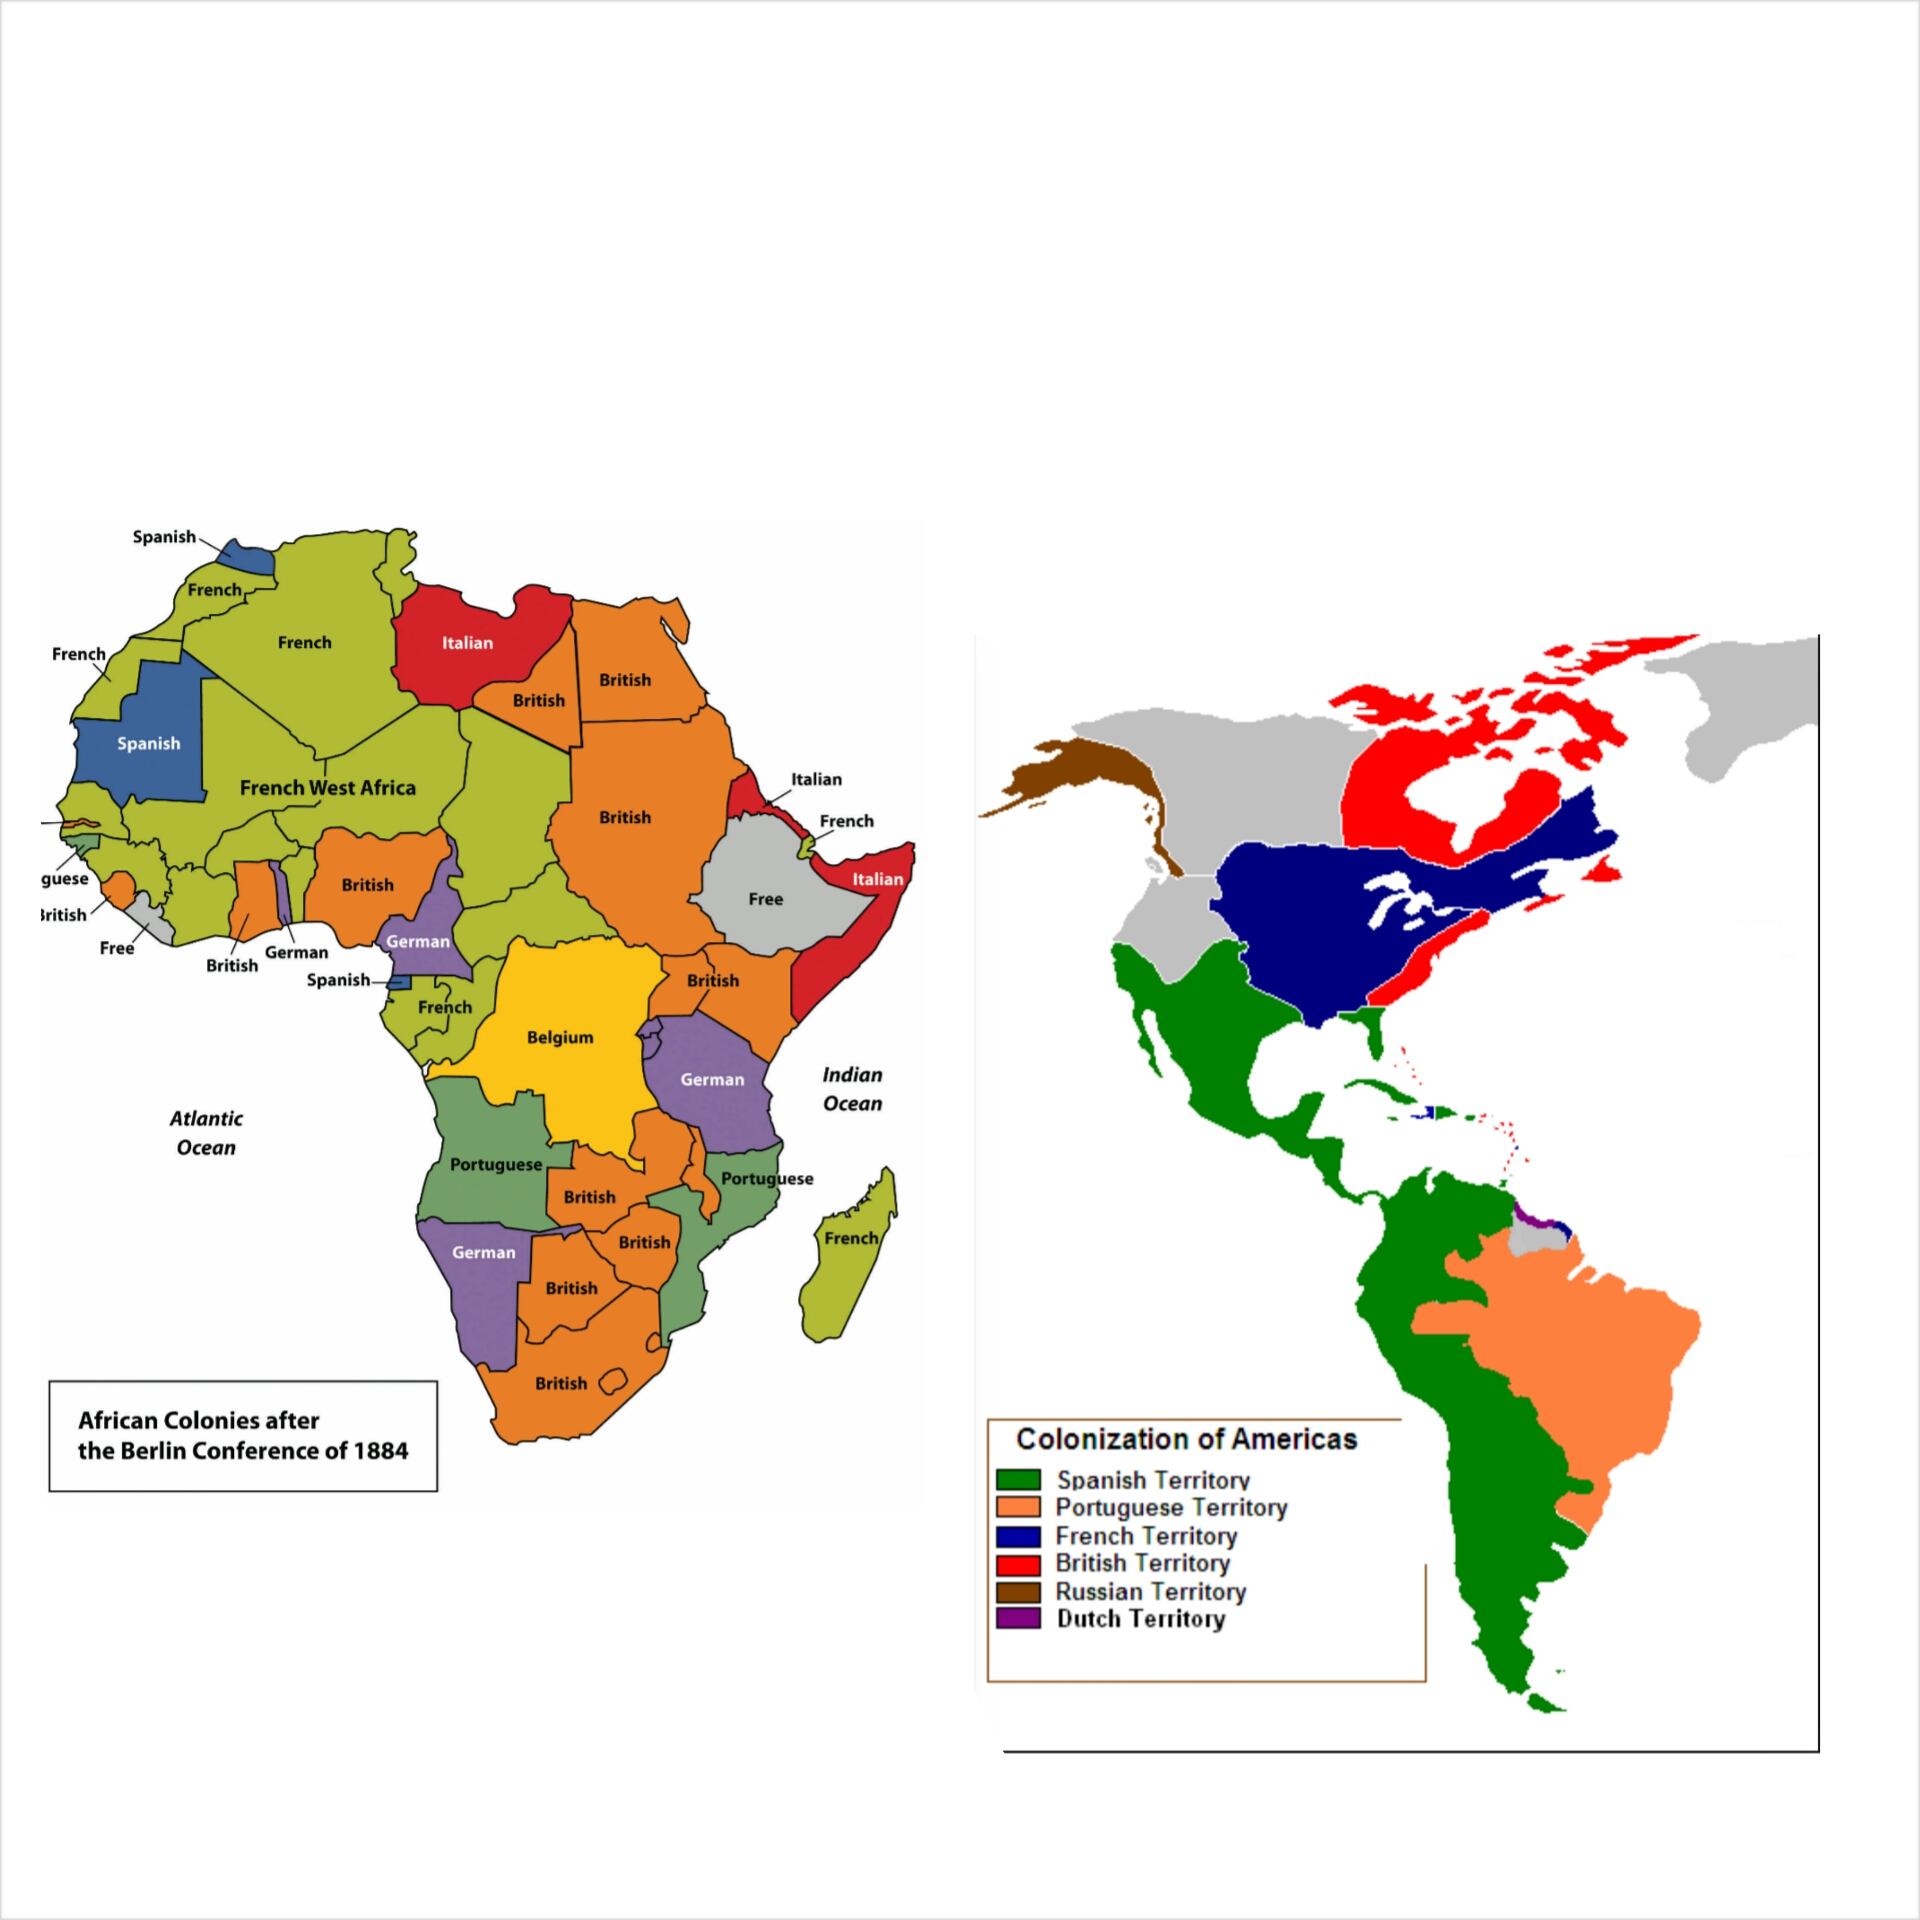 Spanish
French
French
French
Italian
British
British
Spanish
French West Africa
British
Italian
French
Italian
Free
guese
British
British
Free
German
British
German
Spanish
French
British
Belgium
German
Indian
Ocean
Atlantic
Ocean
Portuguese
Portuguese
British
British
German
British
French
British
African Colonies after
the Berlin Conference of 1884
Colonization of Americas
Spanish Territory
Portuguese Territory
French Territory
British Territory
Russian Territory
Dutch Territory